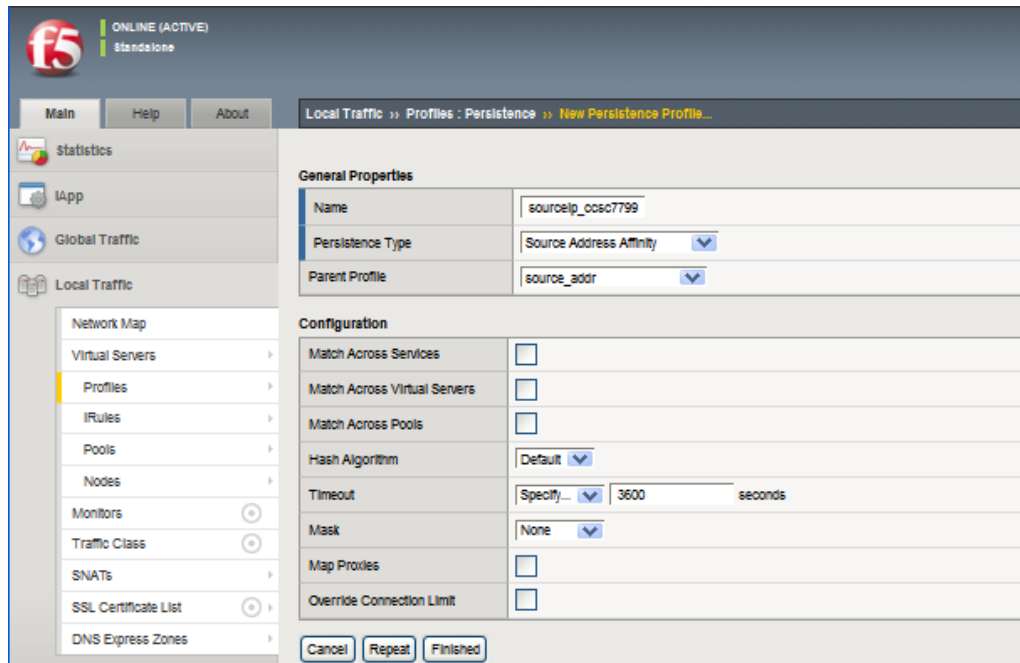 f5
ONLINE (ACTIVE)
Standalone
Main
Help
About
Local Traffic ›› Profiles : Persistence ›› New Persistence Profile...
Statistics
iApp
Global Traffic
Local Traffic
Network Map
Virtual Servers
Profiles
iRules
Pools
Nodes
Monitors
Traffic Class
SNATs
SSL Certificate List
DNS Express Zones
General Properties
Name sourceip_ccsc7799
Persistence Type Source Address Affinity
Parent Profile source_addr
Configuration
Match Across Services
Match Across Virtual Servers
Match Across Pools
Hash Algorithm Default
Timeout Specify... 3600 seconds
Mask None
Map Proxies
Override Connection Limit
Cancel Repeat Finished